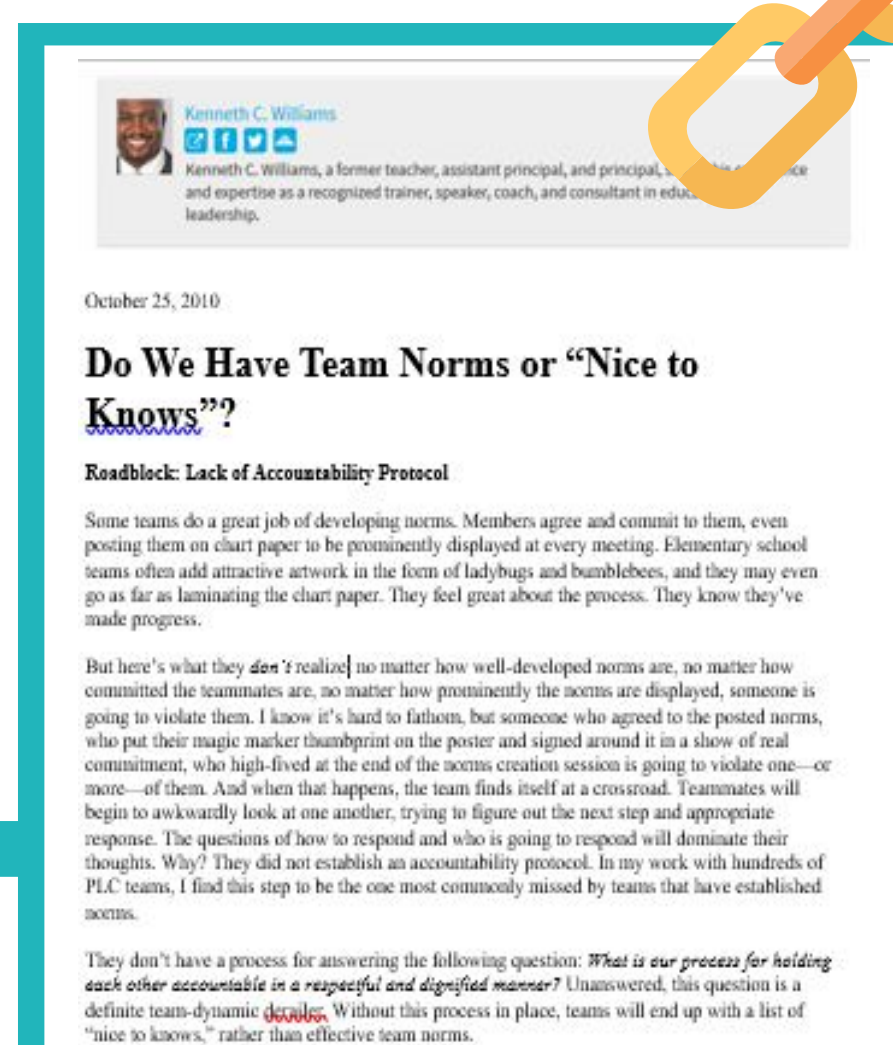 Kenneth C. Williams
Kenneth C. Williams, a former teacher, assistant principal, and principal,
and expertise as a recognized trainer, speaker, coach, and consultant in
leadership.
October 25, 2010
Do We Have Team Norms or “Nice to
Knows”?
Roadblock: Lack of Accountability Protocol
Some teams do a great job of developing norms. Members agree and commit to them, even
posting them on chart paper to be prominently displayed at every meeting. Elementary school
teams often add attractive artwork in the form of ladybugs and bumblebees, and they may even
go as far as laminating the chart paper. They feel great about the process. They know they’ve
made progress.
But here’s what they don’t realize no matter how well-developed norms are, no matter how
committed the teammates are, no matter how prominently the norms are displayed, someone is
going to violate them. I know it’s hard to fathom, but someone who agreed to the posted norms,
who put their magic marker thumbprint on the poster and signed around it in a show of real
commitment, who high-fived at the end of the norms creation session is going to violate one—or
more—of them. And when that happens, the team finds itself at a crossroad. Teammates will
begin to awkwardly look at one another, trying to figure out the next step and appropriate
response. The questions of how to respond and who is going to respond will dominate their
thoughts. Why? They did not establish an accountability protocol. In my work with hundreds of
PLC teams, I find this step to be the one most commonly missed by teams that have established
norms.
They don’t have a process for answering the following question: What is our process for holding
each other accountable in a respectful and dignified manner? Unanswered, this question is a
definite team-dynamic derailer. Without this process in place, teams will end up with a list of
“nice to knows,” rather than effective team norms.